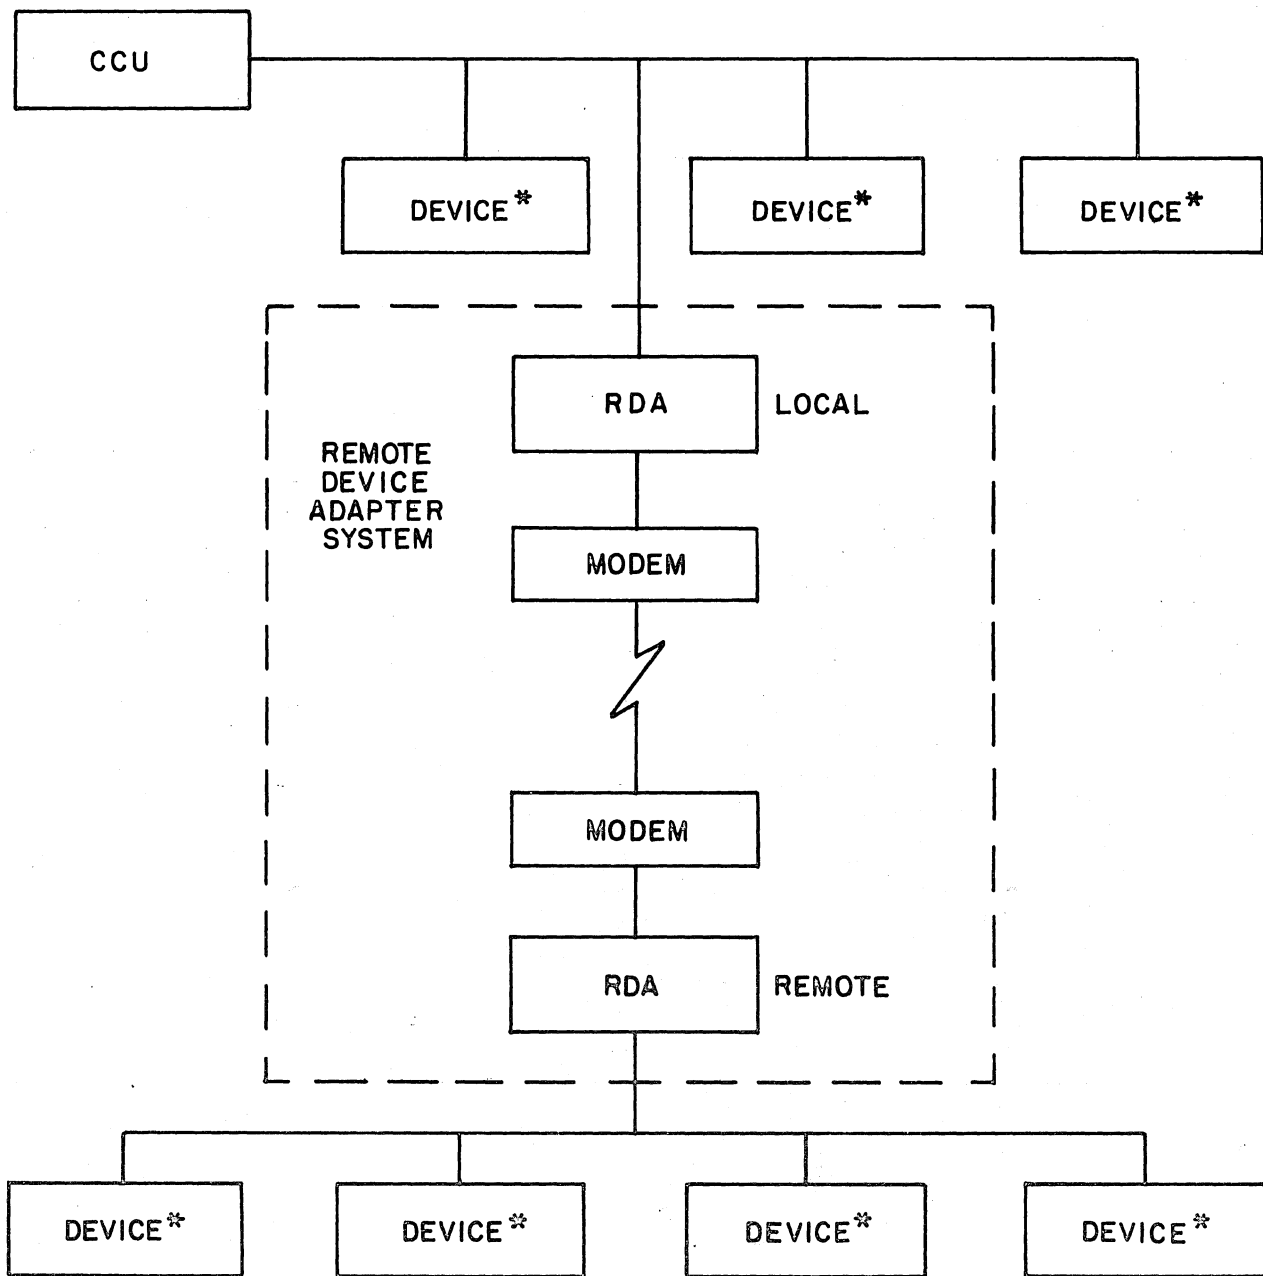 CCU
DEVICE*
DEVICE*
DEVICE*
RDA
LOCAL
REMOTE
DEVICE
ADAPTER
SYSTEM
MODEM
MODEM
RDA
REMOTE
DEVICE*
DEVICE*
DEVICE*
DEVICE*